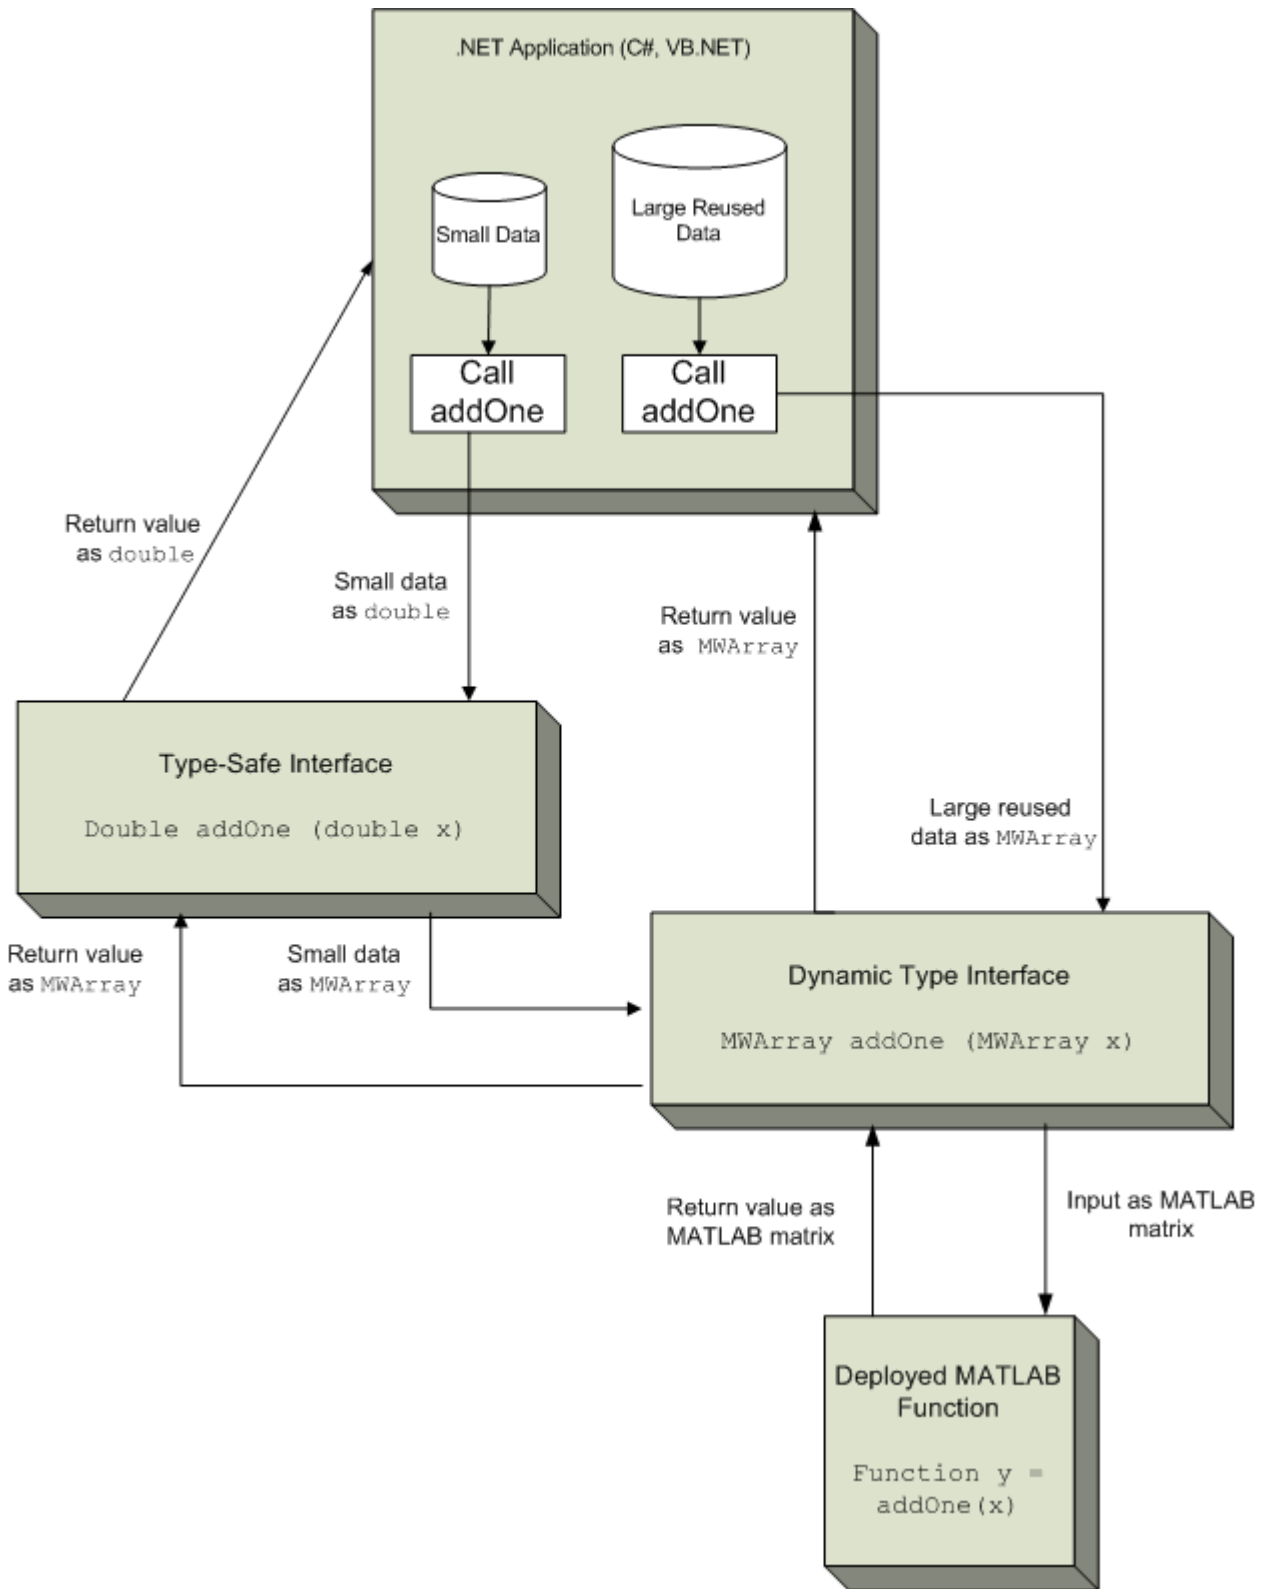 .NET Application (C#, VB.NET)
Small Data
Large Reused
Data
Call
addOne
Call
addOne
Return value
as double
Small data
as double
Return value
as MWArray
Type-Safe Interface
Double addOne (double x)
Large reused
data as MWArray
Return value
as MWArray
Small data
as MWArray
Dynamic Type Interface
MWArray addOne (MWArray x)
Return value as
MATLAB matrix
Input as MATLAB
matrix
Deployed MATLAB
Function
Function y =
addOne(x)